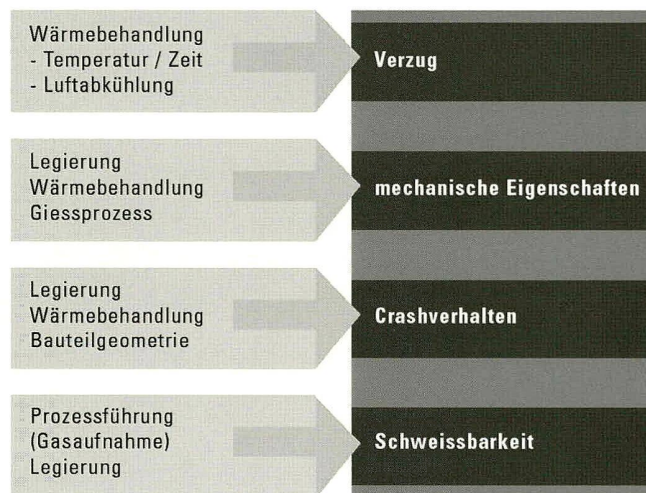 Wärmebehandlung
- Temperatur / Zeit
- Luftabkühlung
Verzug
Legierung
Wärmebehandlung
Giessprozess
mechanische Eigenschaften
Legierung
Wärmebehandlung
Bauteilgeometrie
Crashverhalten
Prozessführung
(Gasaufnahme)
Legierung
Schweissbarkeit